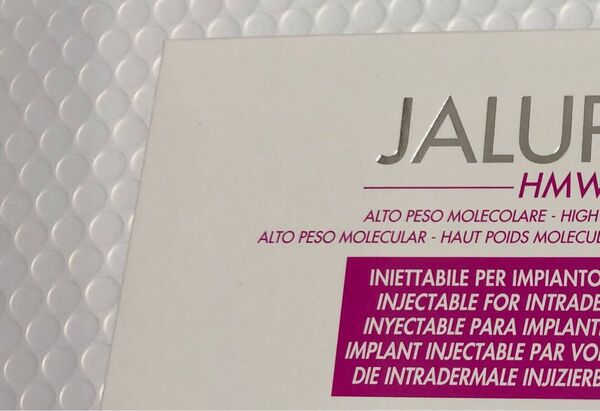 JALUP
HMW
ALTO PESO MOLECOLARE - HIGH
ALTO PESO MOLECULAR - HAUT POIDS MOLECUL
INIETTABILE PER IMPIANTO
INJECTABLE FOR INTRADE
INYECTABLE PARA IMPLANT
IMPLANT INJECTABLE PAR VO
DIE INTRADERMALE INJIZIERB